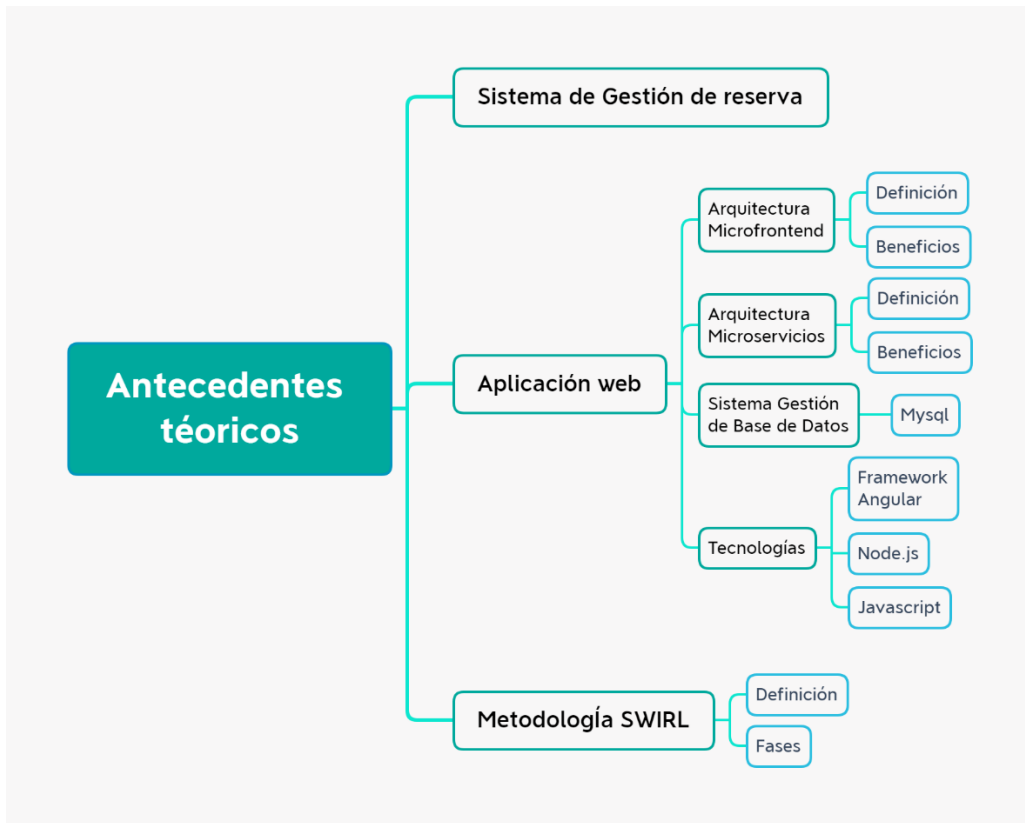 Antecedentes
téoricos
Sistema de Gestión de reserva
Aplicación web
Arquitectura
Microfrontend
Definición
Beneficios
Arquitectura
Microservicios
Definición
Beneficios
Sistema Gestión
de Base de Datos
Mysql
Tecnologías
Framework
Angular
Node.js
Javascript
MetodologÍa SWIRL
Definición
Fases